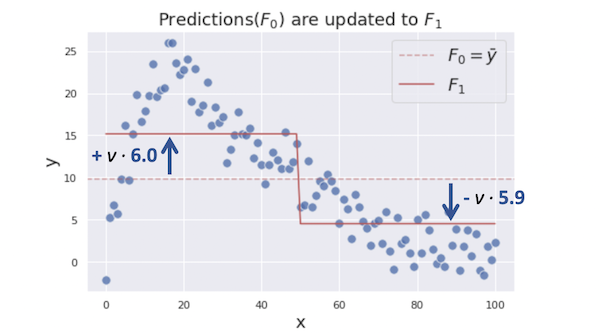 Predictions(F₀) are updated to F₁
F₀ = ȳ
F₁
y
25
20
15
10
5
0
+ ν · 6.0
- ν · 5.9
0
20
40
60
80
100
x